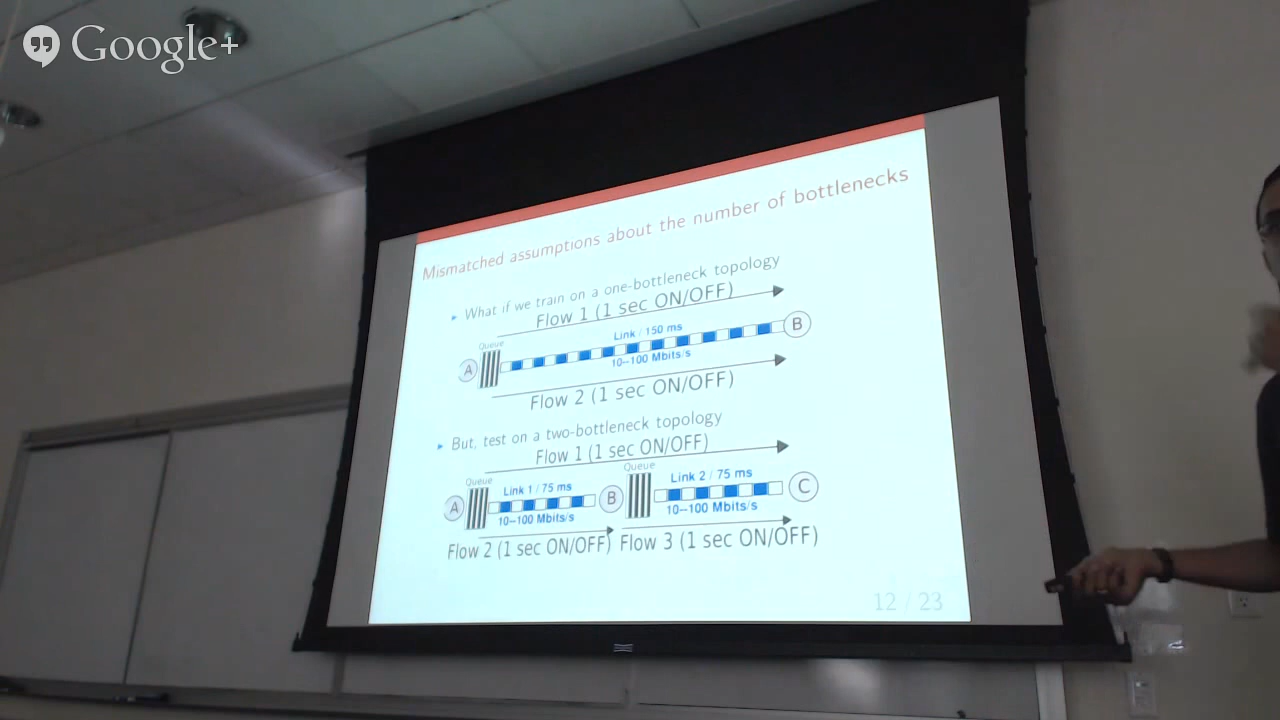 Google+
Mismatched assumptions about the number of bottlenecks
What if we train on a one-bottleneck topology
Flow 1 (1 sec ON/OFF)
Queue
Link / 150 ms
A
B
10–100 Mbits/s
Flow 2 (1 sec ON/OFF)
But, test on a two-bottleneck topology
Flow 1 (1 sec ON/OFF)
Queue
Queue
Link 1 / 75 ms
Link 2 / 75 ms
A
B
C
10–100 Mbits/s
10–100 Mbits/s
Flow 2 (1 sec ON/OFF)
Flow 3 (1 sec ON/OFF)
12 / 23